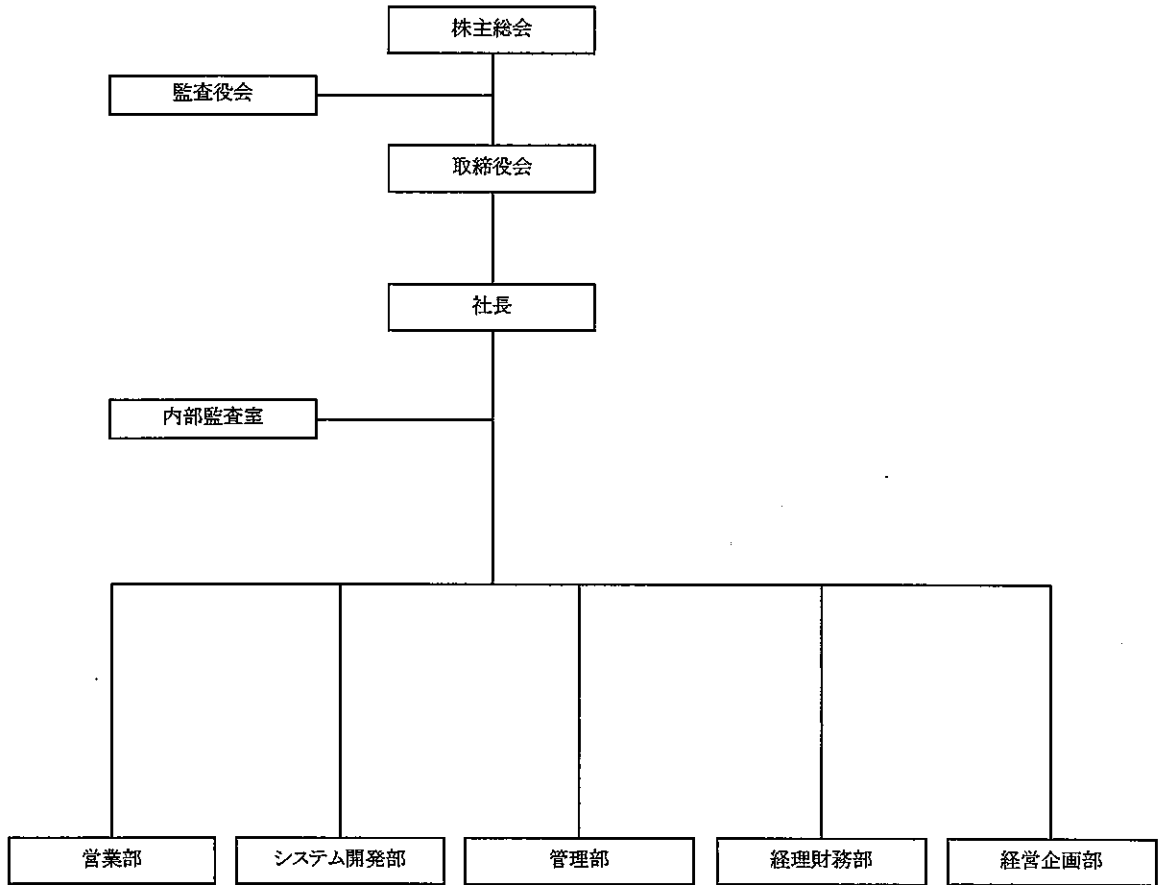 株主総会
監査役会
取締役会
社長
内部監査室
営業部
システム開発部
管理部
経理財務部
経営企画部